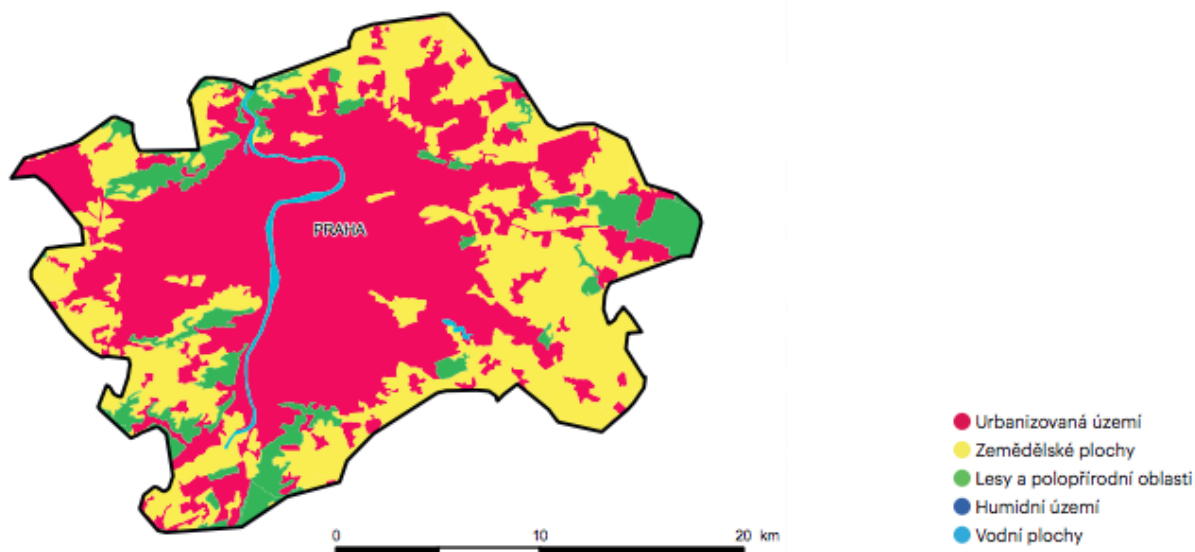 PRAHA
Urbanizovaná území
Zemědělské plochy
Lesy a polopřírodní oblasti
Humidní území
Vodní plochy
0 10 20 km